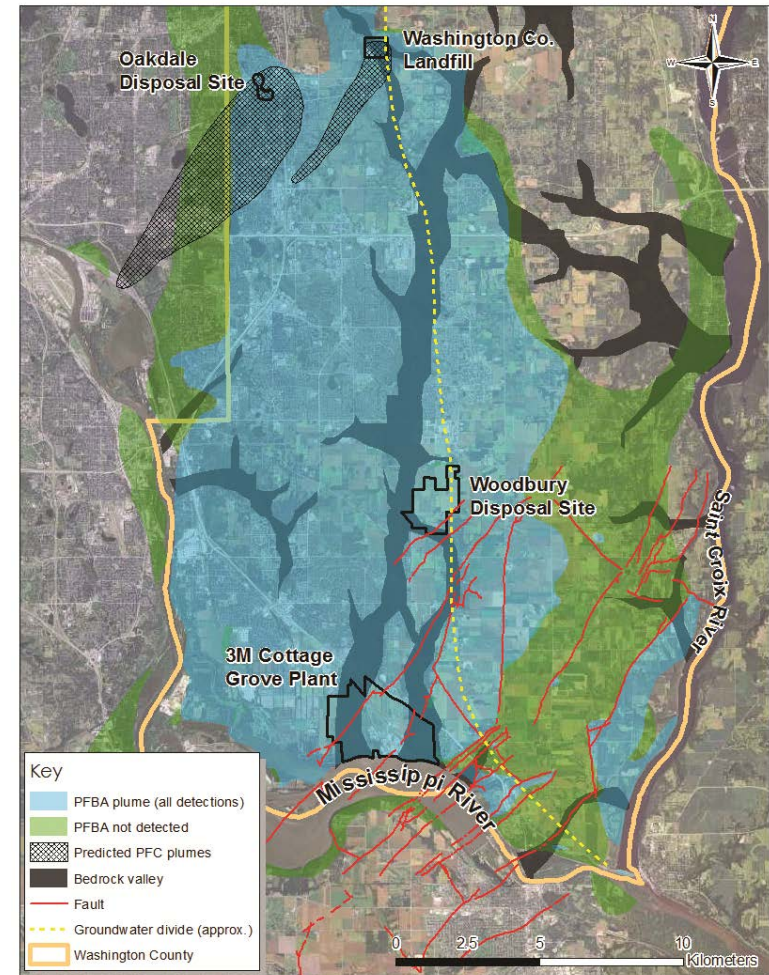 Oakdale
Disposal Site
Washington Co.
Landfill
N
W
E
S
Woodbury
Disposal Site
Saint Croix River
3M Cottage
Grove Plant
Mississippi River
Key
PFBA plume (all detections)
PFBA not detected
Predicted PFC plumes
Bedrock valley
Fault
Groundwater divide (approx.)
Washington County
0 2.5 5 10
Kilometers